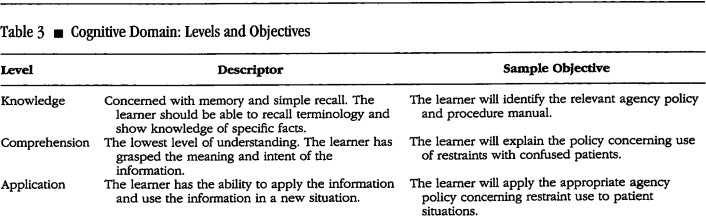 Table 3 ■ Cognitive Domain: Levels and Objectives
Level Descriptor Sample Objective
Knowledge Concerned with memory and simple recall. The The learner will identify the relevant agency policy
learner should be able to recall terminology and and procedure manual.
show knowledge of specific facts.
Comprehension The lowest level of understanding. The learner has The learner will explain the policy concerning use
grasped the meaning and intent of the of restraints with confused patients.
information.
Application The learner has the ability to apply the information The learner will apply the appropriate agency
and use the information in a new situation. policy concerning restraint use to patient
situations.